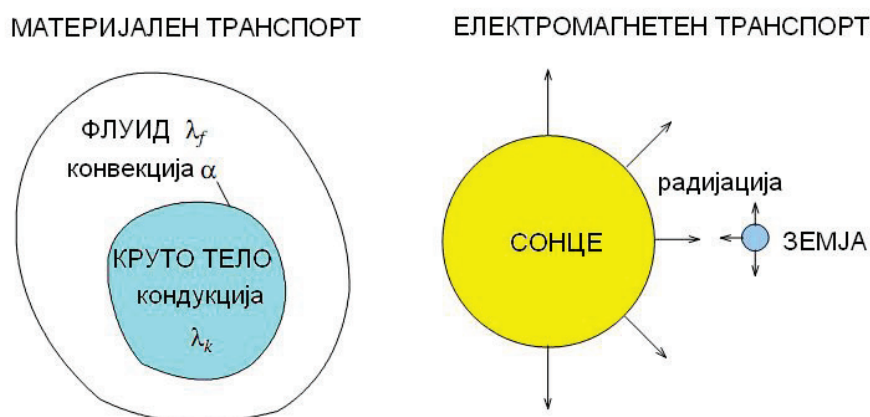 МАТЕРИЈАЛЕН ТРАНСПОРТ
ФЛУИД λf
конвекција α
КРУТО ТЕЛО
кондукција
λk
ЕЛЕКТРОМАГНЕТЕН ТРАНСПОРТ
радијација
СОНЦЕ
ЗЕМЈА